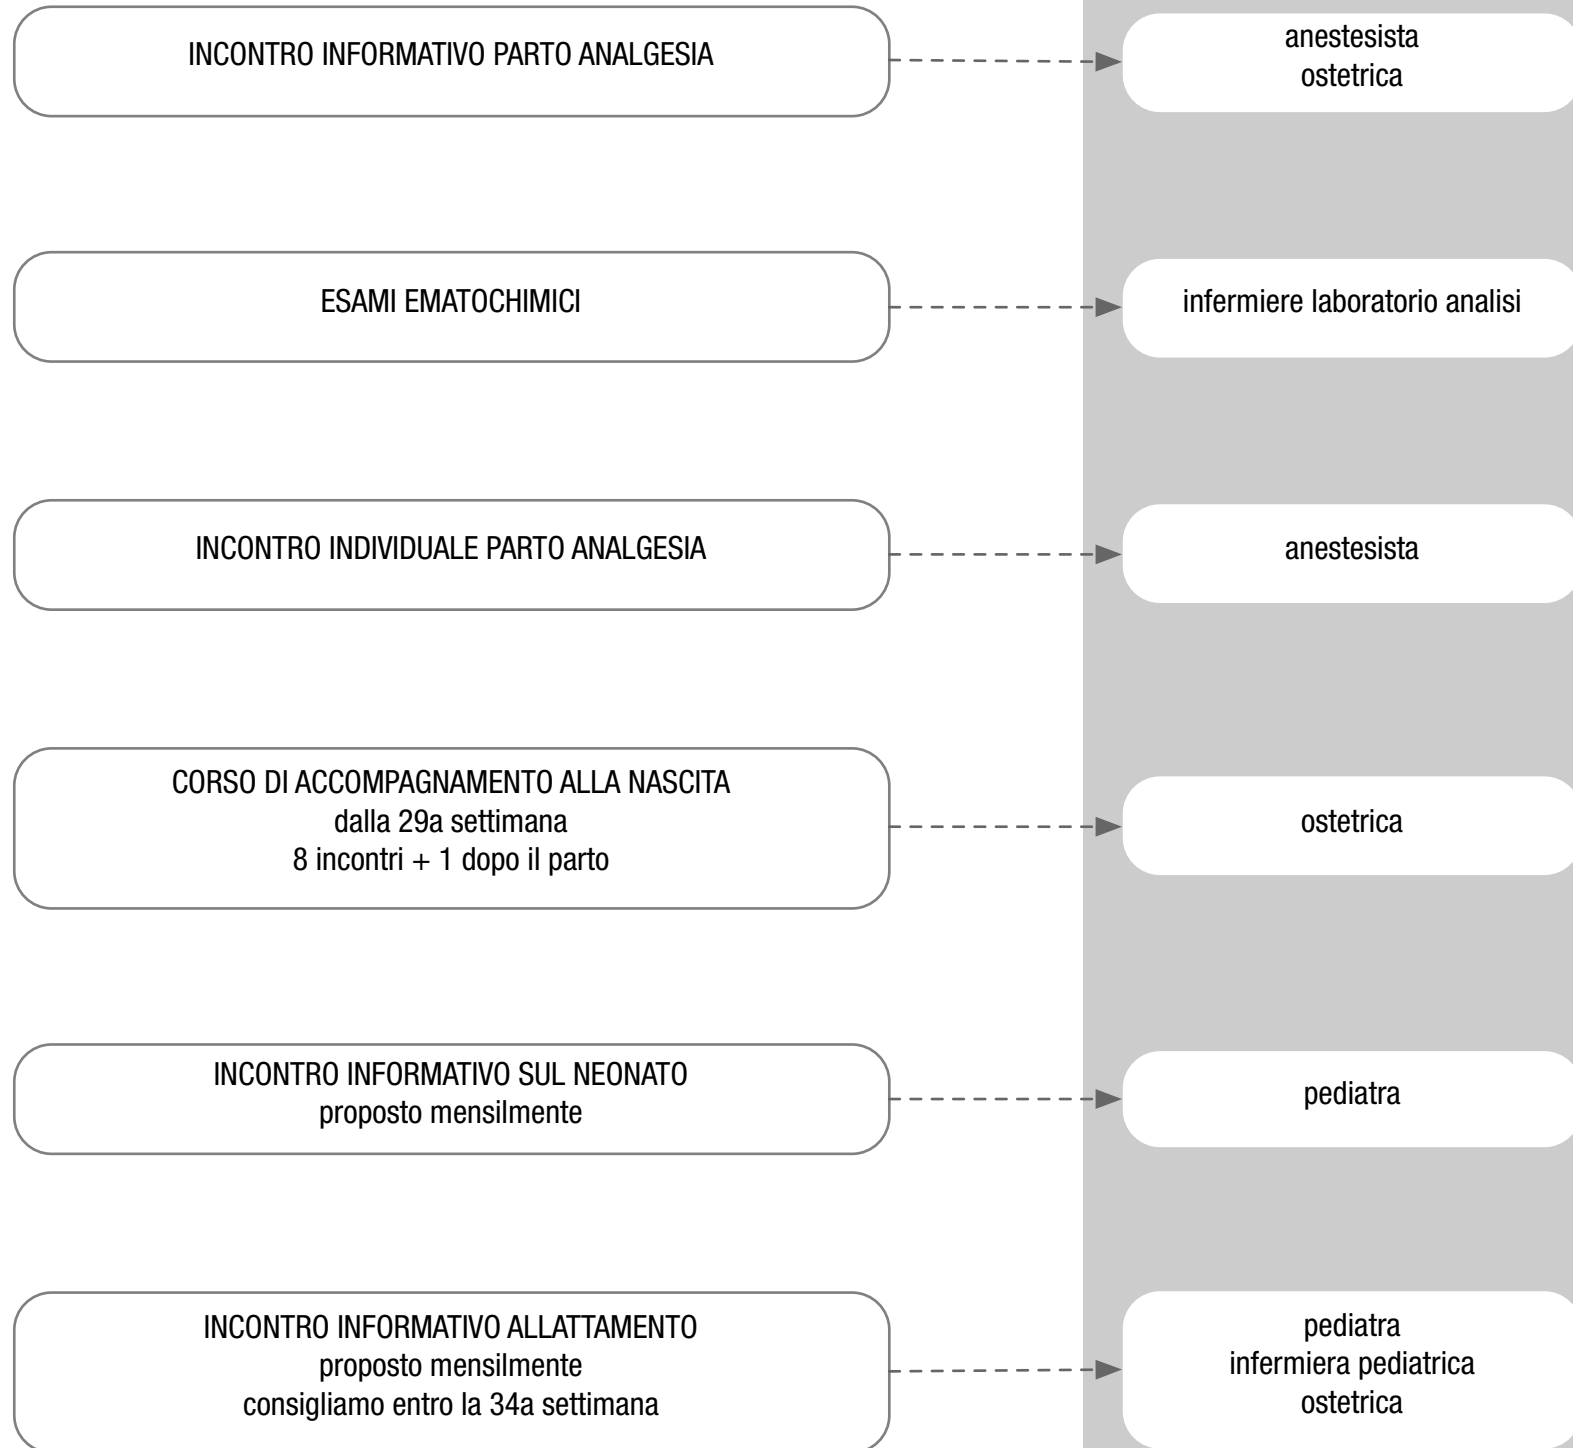 INCONTRO INFORMATIVO PARTO ANALGESIA
anestesista
ostetrica
ESAMI EMATOCHIMICI
infermiere laboratorio analisi
INCONTRO INDIVIDUALE PARTO ANALGESIA
anestesista
CORSO DI ACCOMPAGNAMENTO ALLA NASCITA
dalla 29a settimana
8 incontri + 1 dopo il parto
ostetrica
INCONTRO INFORMATIVO SUL NEONATO
proposto mensilmente
pediatra
INCONTRO INFORMATIVO ALLATTAMENTO
proposto mensilmente
consigliamo entro la 34a settimana
pediatra
infermiera pediatrica
ostetrica